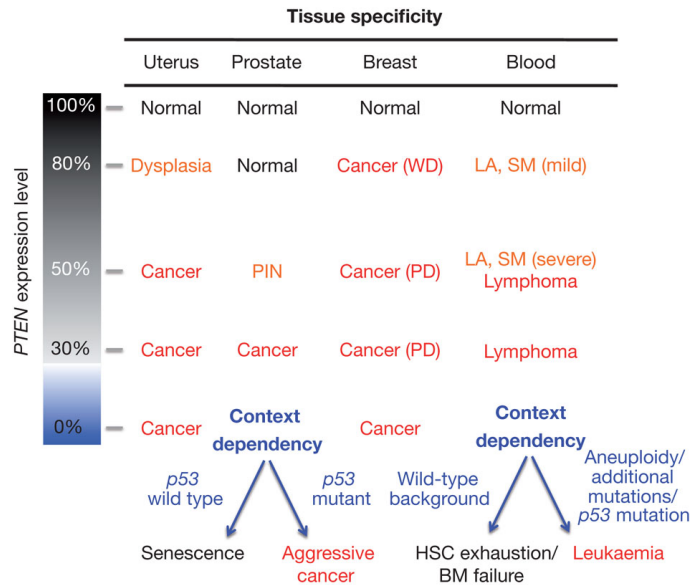 Tissue specificity
Uterus Prostate Breast Blood
PTEN expression level
100% Normal Normal Normal Normal
80% Dysplasia Normal Cancer (WD) LA, SM (mild)
50% Cancer PIN Cancer (PD) LA, SM (severe)
Lymphoma
30% Cancer Cancer Cancer (PD) Lymphoma
0% Cancer Context dependency Cancer Context dependency
p53 wild type
p53 mutant
Wild-type background
Aneuploidy/
additional
mutations/
p53 mutation
Senescence
Aggressive
cancer
HSC exhaustion/
BM failure
Leukaemia